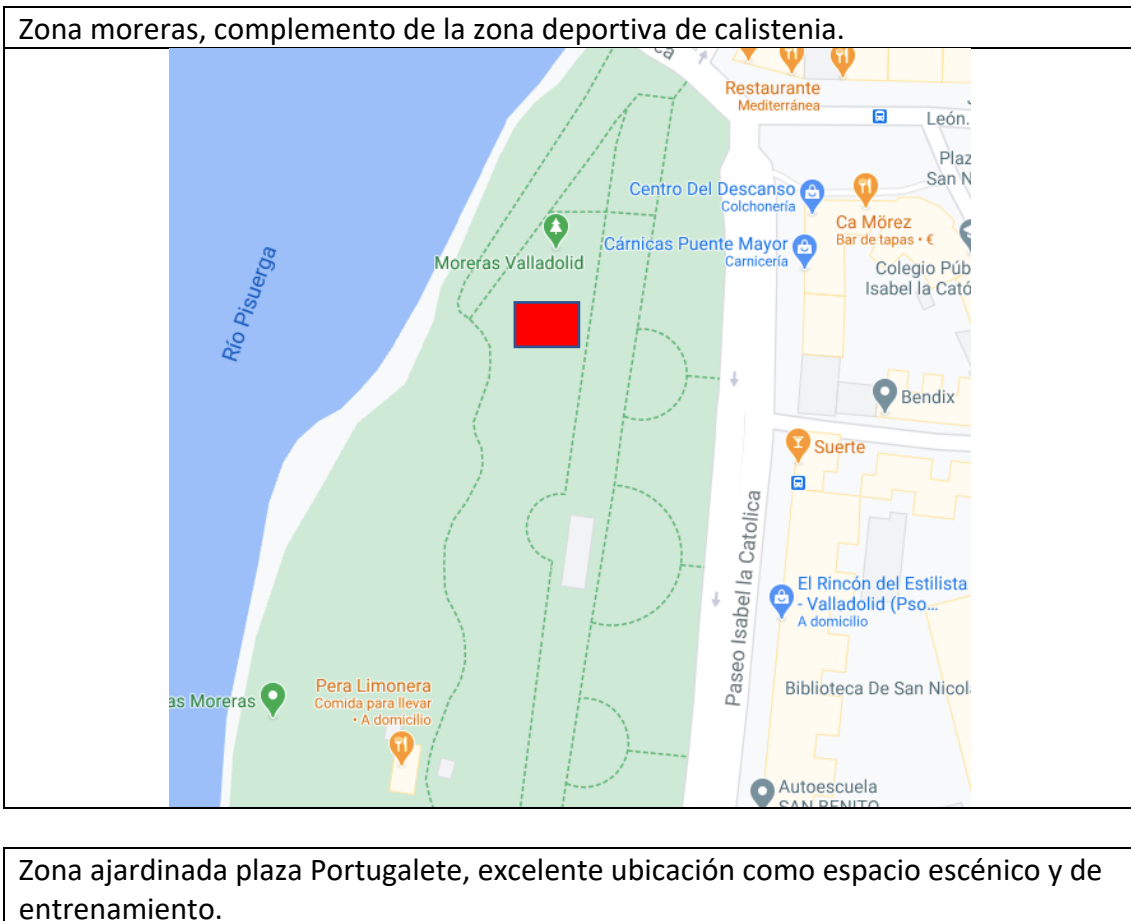 Zona moreras, complemento de la zona deportiva de calistenia.
ca
Restaurante
Mediterránea
León.
Plaz
San N
Centro Del Descanso
Colchonería
Ca Mörez
Bar de tapas • €
Cárnicas Puente Mayor
Carnicería
Moreras Valladolid
Colegio Púb
Isabel la Cató
Río Pisuerga
Bendix
Suerte
Paseo Isabel la Catolica
El Rincón del Estilista
- Valladolid (Pso...
A domicilio
Pera Limonera
Comida para llevar
• A domicilio
as Moreras
Biblioteca De San Nicol
Autoescuela
SAN BENITO
Zona ajardinada plaza Portugalete, excelente ubicación como espacio escénico y de
entrenamiento.